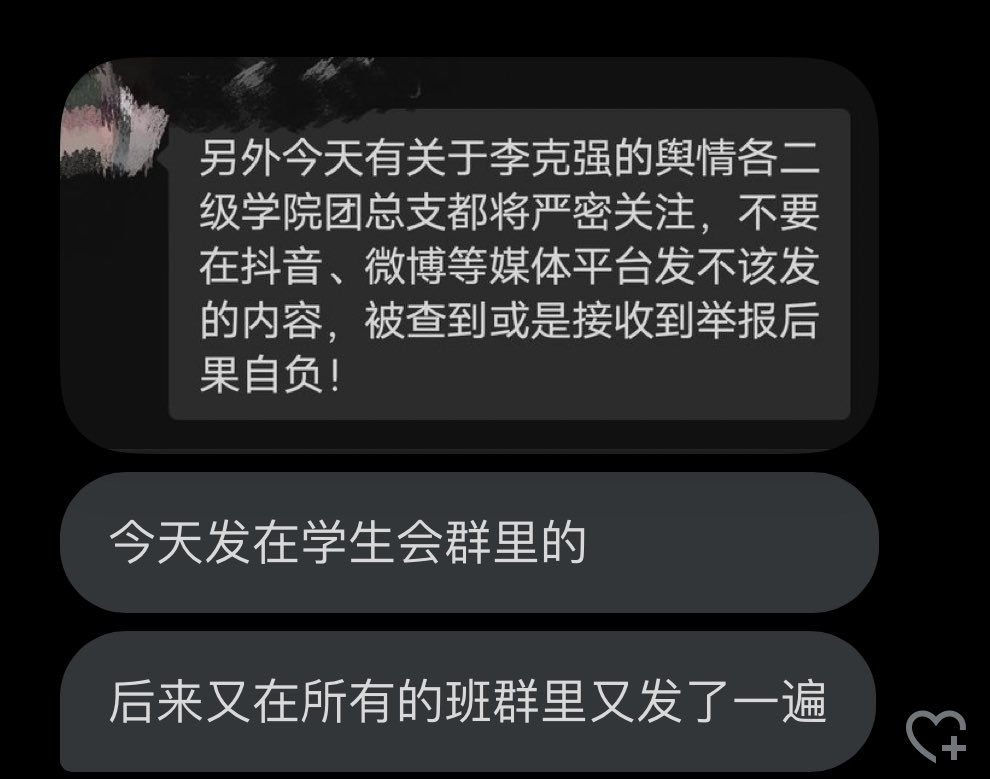 另外今天有关于李克强的舆情各二
级学院团总支都将严密关注，不要
在抖音、微博等媒体平台发不该发
的内容，被查到或是接收到举报后
果自负！
今天发在学生会群里的
后来又在所有的班群里又发了一遍